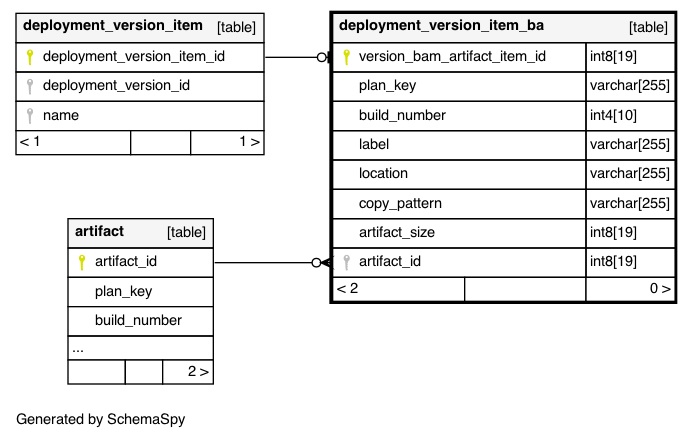 deployment_version_item [table]
deployment_version_item_id
deployment_version_id
name
< 1 1 >
deployment_version_item_ba [table]
version_bam_artifact_item_id int8[19]
plan_key varchar[255]
build_number int4[10]
label varchar[255]
location varchar[255]
copy_pattern varchar[255]
artifact_size int8[19]
artifact_id int8[19]
< 2 0 >
artifact [table]
artifact_id
plan_key
build_number
...
2 >
Generated by SchemaSpy